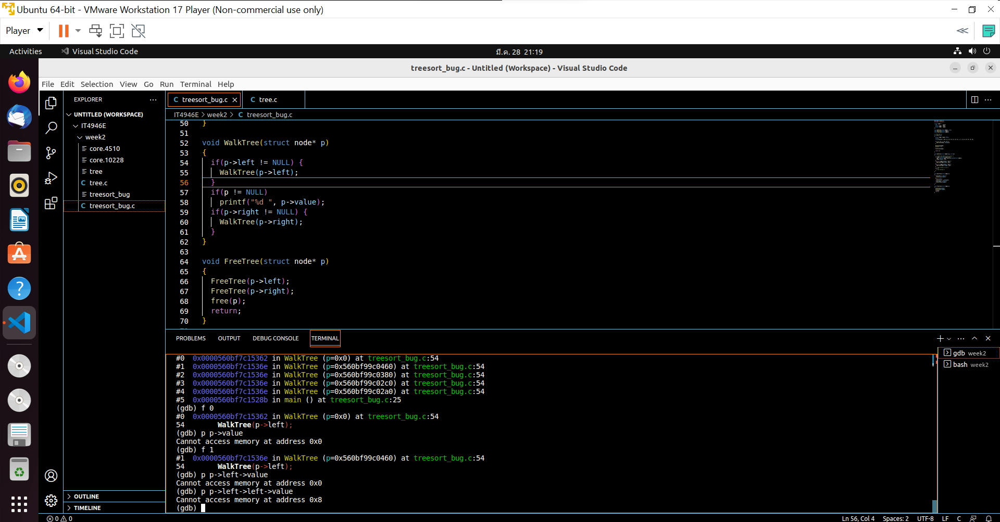 Ubuntu 64-bit - VMware Workstation 17 Player (Non-commercial use only)
Player
Activities
Visual Studio Code
มี.ค. 28 21:19
treesort_bug.c - Untitled (Workspace) - Visual Studio Code
File Edit Selection View Go Run Terminal Help
EXPLORER
UNTITLED (WORKSPACE)
IT4946E
week2
core.4510
core.10228
tree
C tree.c
treesort_bug
C treesort_bug.c
OUTLINE
TIMELINE
C treesort_bug.c
C tree.c
IT4946E > week2 > C treesort_bug.c
50 }
51
52 void WalkTree(struct node* p)
53 {
54   if(p->left != NULL) {
55     WalkTree(p->left);
56   }
57   if(p != NULL)
58     printf("%d ", p->value);
59   if(p->right != NULL) {
60     WalkTree(p->right);
61   }
62 }
63
64 void FreeTree(struct node* p)
65 {
66   FreeTree(p->left);
67   FreeTree(p->right);
68   free(p);
69   return;
70 }
PROBLEMS OUTPUT DEBUG CONSOLE TERMINAL
#0  0x0000560bf7c15362 in WalkTree (p=0x0) at treesort_bug.c:54
#1  0x0000560bf7c1536e in WalkTree (p=0x560bf99c0460) at treesort_bug.c:54
#2  0x0000560bf7c1536e in WalkTree (p=0x560bf99c0380) at treesort_bug.c:54
#3  0x0000560bf7c1536e in WalkTree (p=0x560bf99c02c0) at treesort_bug.c:54
#4  0x0000560bf7c1536e in WalkTree (p=0x560bf99c02a0) at treesort_bug.c:54
#5  0x0000560bf7c1528b in main () at treesort_bug.c:25
(gdb) f 0
#0  0x0000560bf7c15362 in WalkTree (p=0x0) at treesort_bug.c:54
54        WalkTree(p->left);
(gdb) p p->value
Cannot access memory at address 0x0
(gdb) f 1
#1  0x0000560bf7c1536e in WalkTree (p=0x560bf99c0460) at treesort_bug.c:54
54        WalkTree(p->left);
(gdb) p p->left->value
Cannot access memory at address 0x0
(gdb) p p->left->left->value
Cannot access memory at address 0x8
(gdb)
gdb week2
bash week2
0 0
Ln 56, Col 4 Spaces: 2 UTF-8 LF C